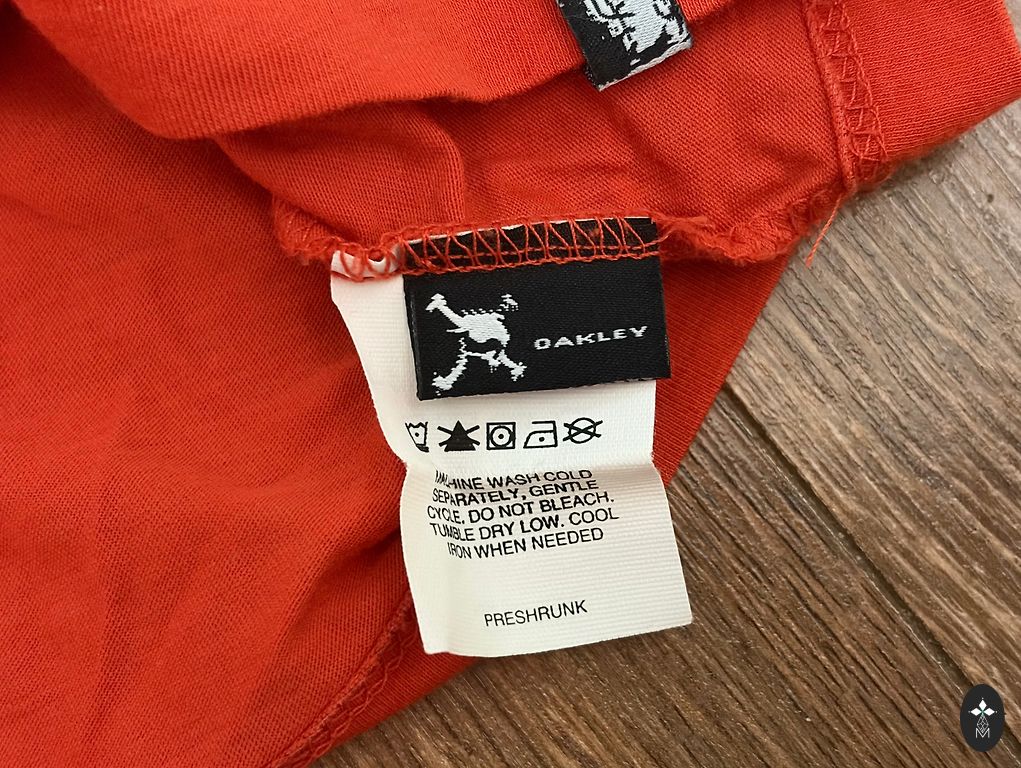 OAKLEY
MACHINE WASH COLD
SEPARATELY, GENTLE
CYCLE. DO NOT BLEACH.
TUMBLE DRY LOW. COOL
IRON WHEN NEEDED
PRESHRUNK
M